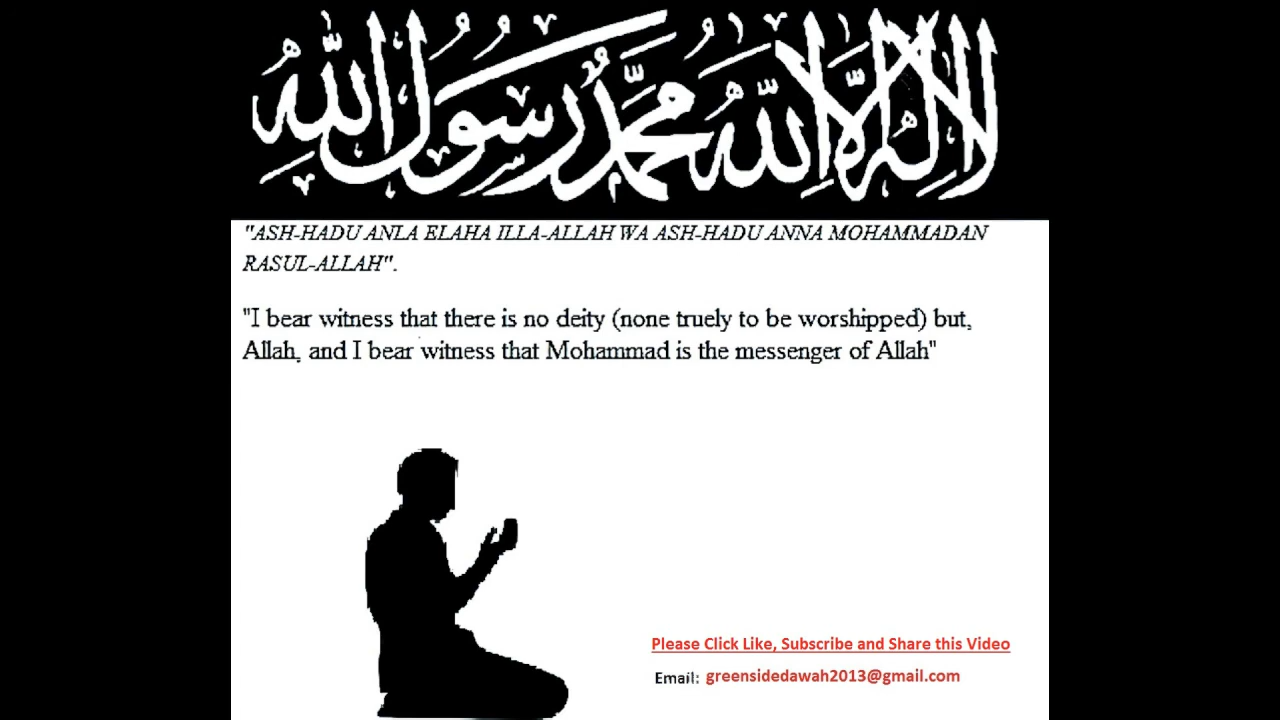 لا إله إلا الله محمد رسول الله
"ASH-HADU ANLA ELAHA ILLA-ALLAH WA ASH-HADU ANNA MOHAMMADAN
RASUL-ALLAH".
"I bear witness that there is no deity (none truely to be worshipped) but,
Allah, and I bear witness that Mohammad is the messenger of Allah"
Please Click Like, Subscribe and Share this Video
Email: greensidedawah2013@gmail.com